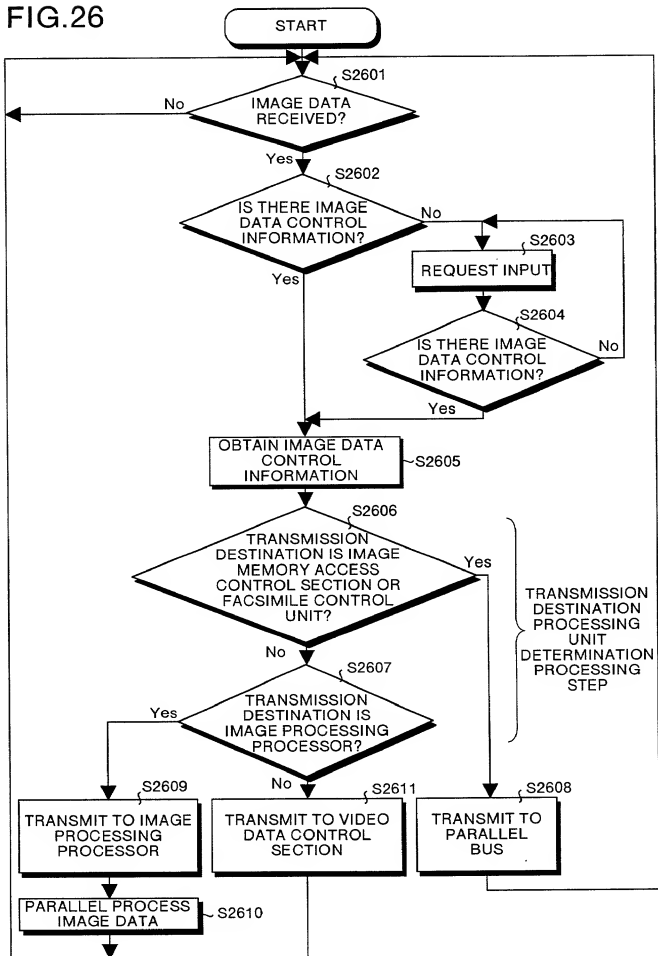 FIG.26
START
S2601
IMAGE DATA
RECEIVED?
No
Yes
S2602
IS THERE IMAGE
DATA CONTROL
INFORMATION?
No
Yes
S2603
REQUEST INPUT
S2604
IS THERE IMAGE
DATA CONTROL
INFORMATION?
No
Yes
OBTAIN IMAGE DATA
CONTROL
INFORMATION
S2605
S2606
TRANSMISSION
DESTINATION IS IMAGE
MEMORY ACCESS
CONTROL SECTION OR
FACSIMILE CONTROL
UNIT?
Yes
No
TRANSMISSION
DESTINATION
PROCESSING
UNIT
DETERMINATION
PROCESSING
STEP
S2607
TRANSMISSION
DESTINATION IS
IMAGE PROCESSING
PROCESSOR?
Yes
No
S2609
TRANSMIT TO IMAGE
PROCESSING
PROCESSOR
S2611
TRANSMIT TO VIDEO
DATA CONTROL
SECTION
S2608
TRANSMIT TO
PARALLEL
BUS
PARALLEL PROCESS
IMAGE DATA
S2610